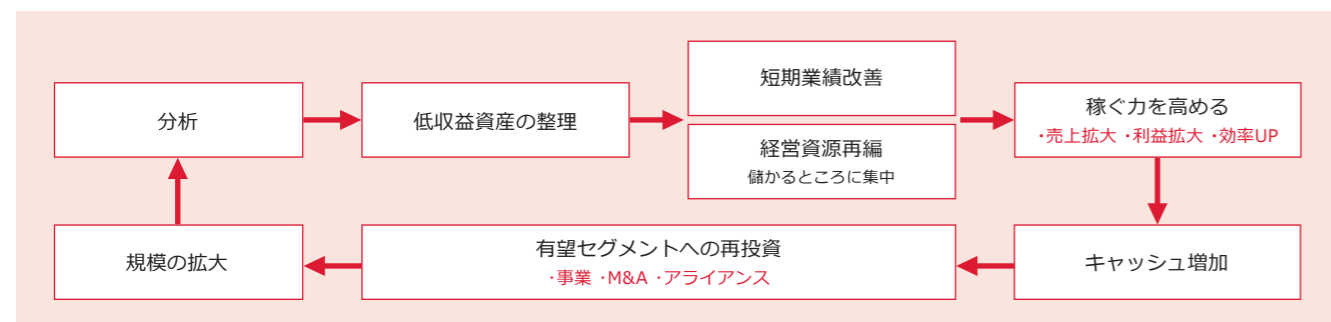 分析
低収益資産の整理
短期業績改善
経営資源再編
儲かるところに集中
稼ぐ力を高める
・売上拡大 ・利益拡大 ・効率UP
キャッシュ増加
有望セグメントへの再投資
・事業 ・M&A ・アライアンス
規模の拡大